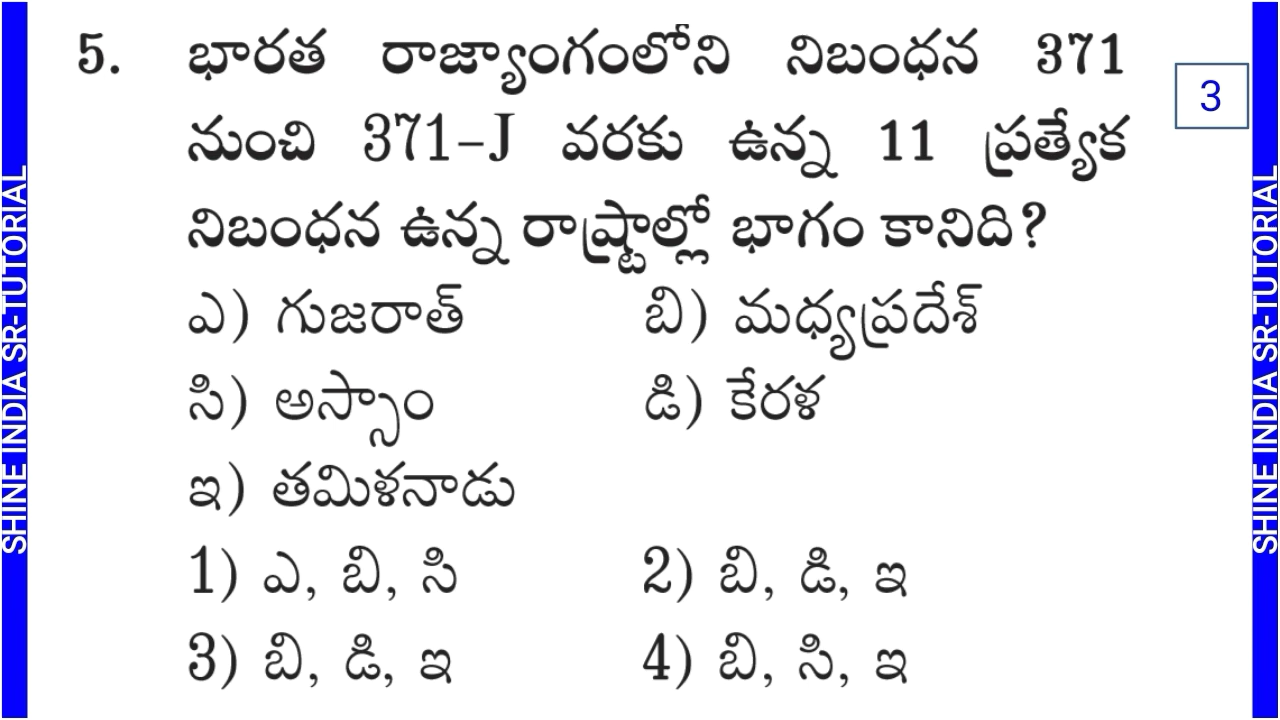 5. భారత రాజ్యాంగంలోని నిబంధన 371
3
నుంచి 371-J వరకు ఉన్న 11 ప్రత్యేక
నిబంధన ఉన్న రాష్ట్రాల్లో భాగం కానిది?
ఎ) గుజరాత్ బి) మధ్యప్రదేశ్
సి) అస్సాం డి) కేరళ
ఇ) తమిళనాడు
1) ఎ, బి, సి 2) బి, డి, ఇ
3) బి, డి, ఇ 4) బి, సి, ఇ
SHINE INDIA SR-TUTORIAL
SHINE INDIA SR-TUTORIAL